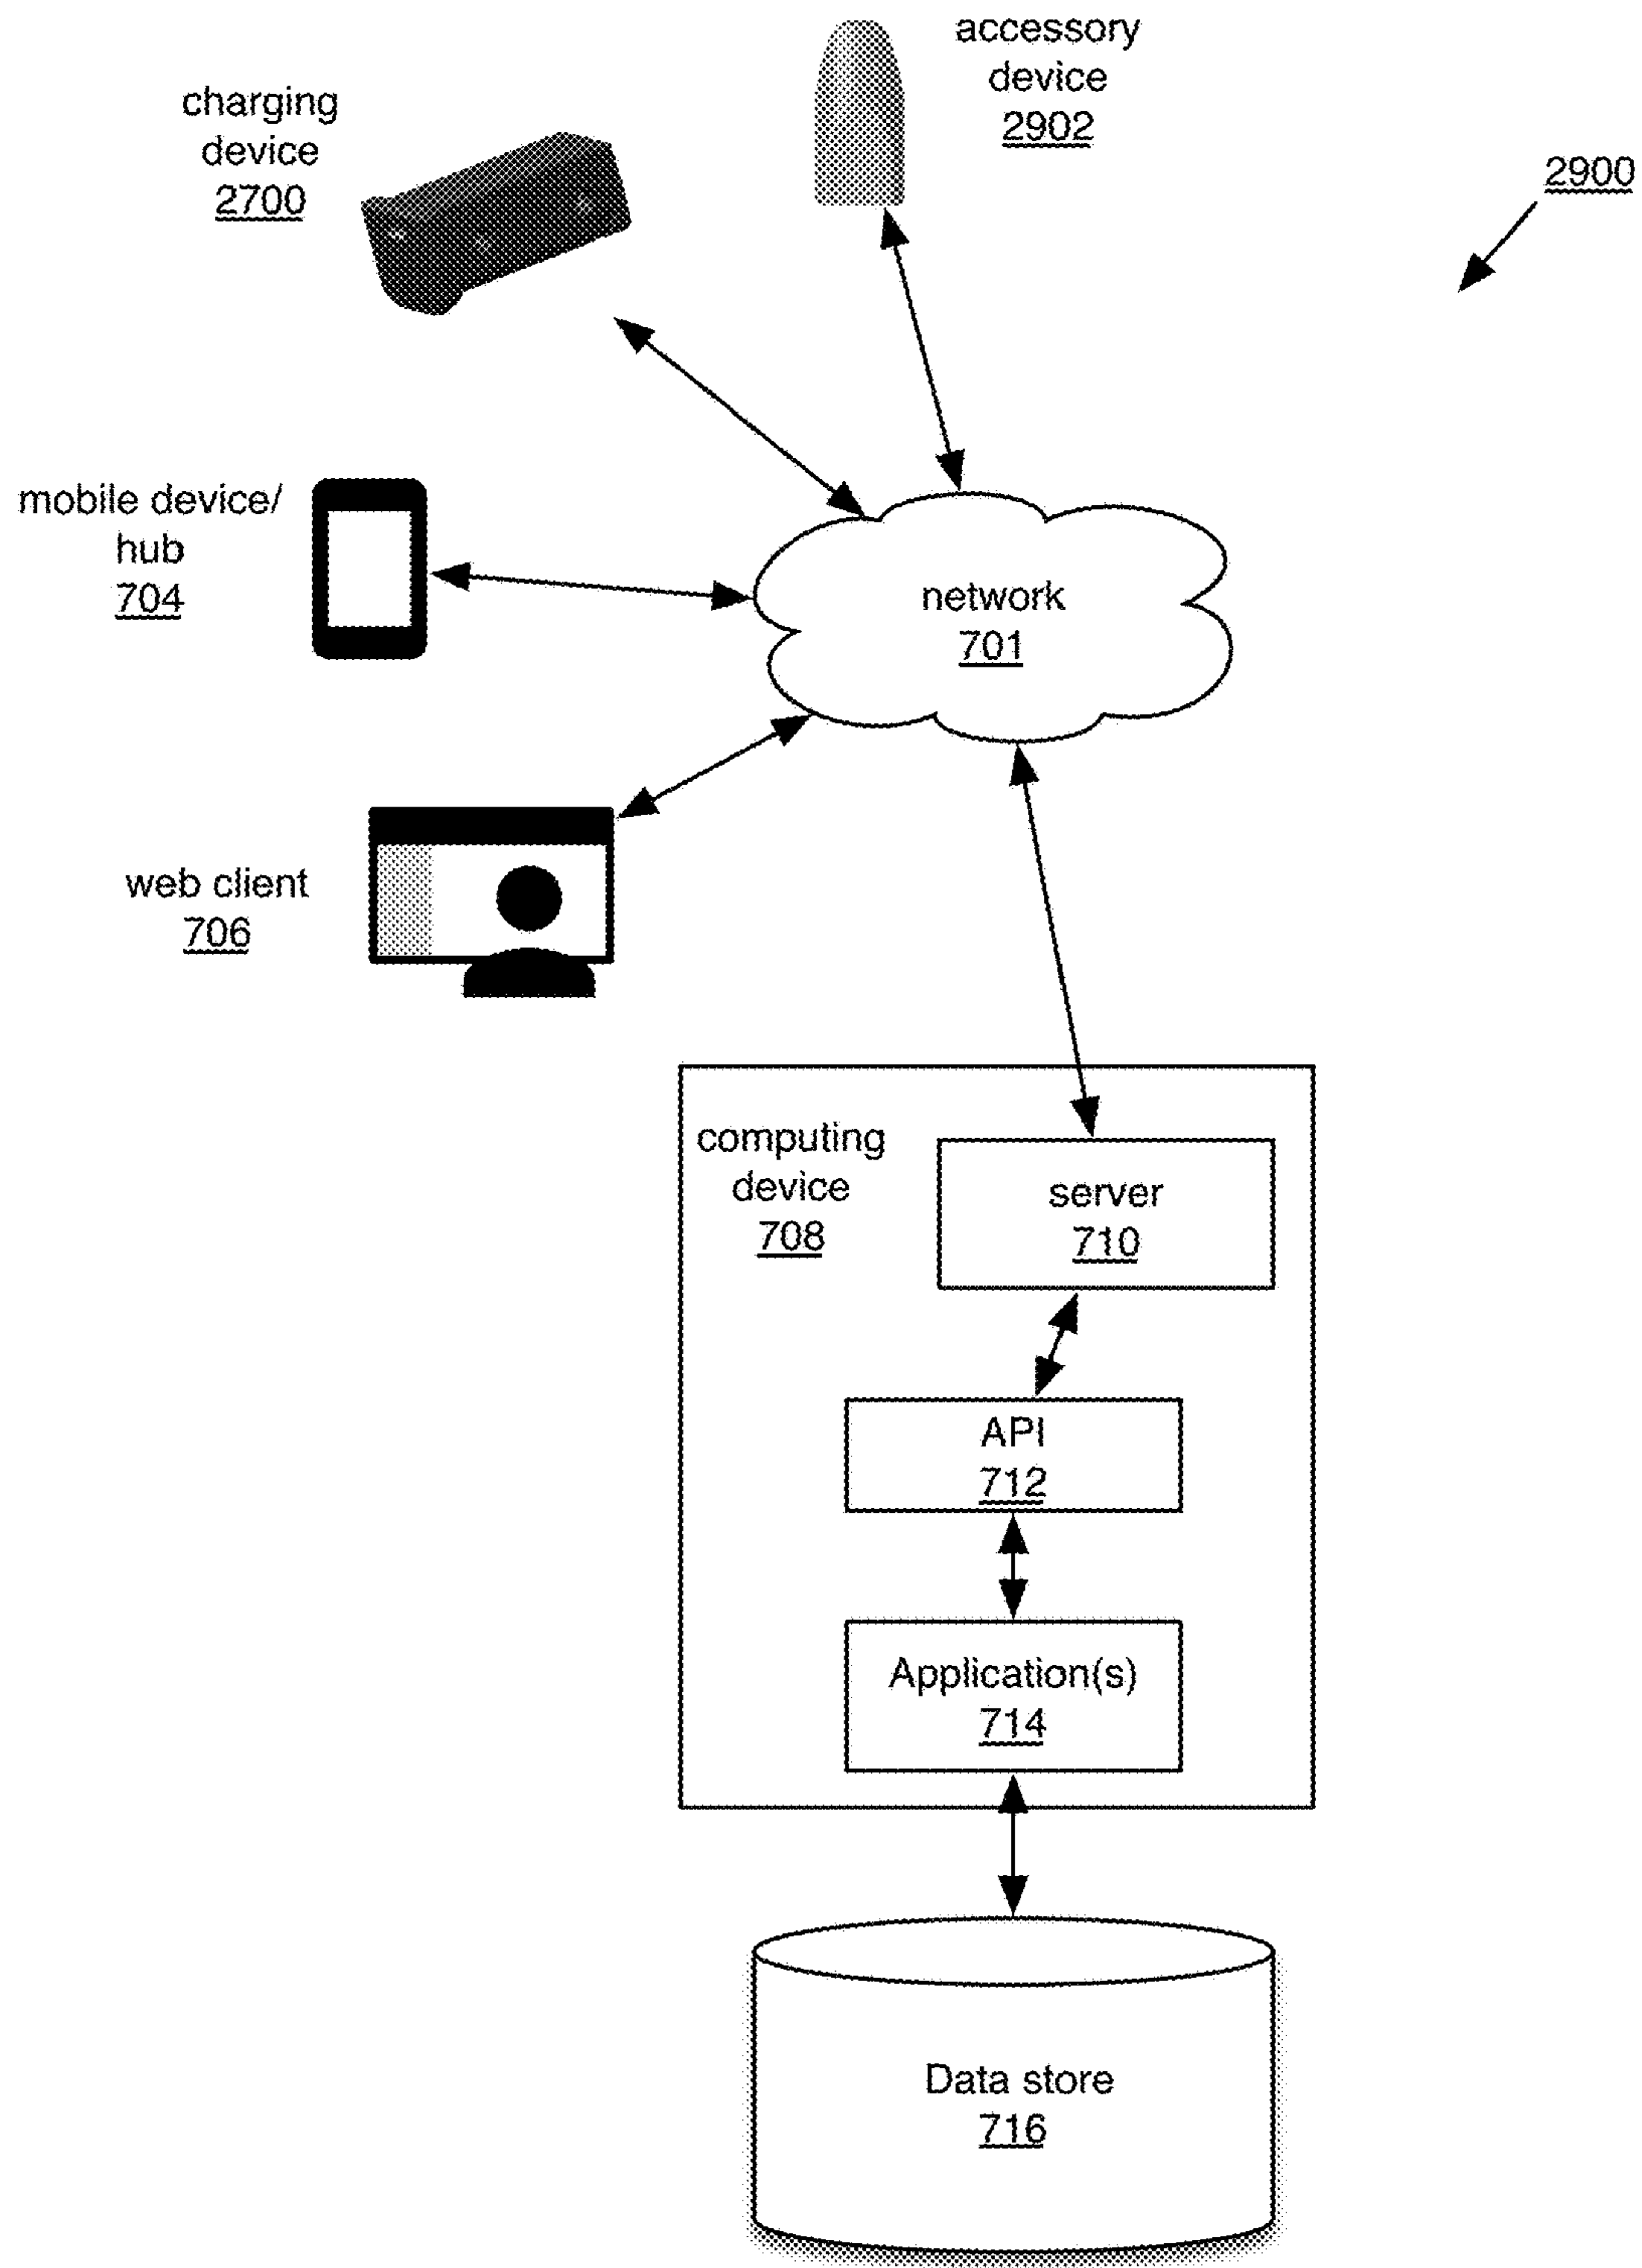 accessory
device
2902
charging
device
2700
2900
mobile device/
hub
704
network
701
web client
706
computing
device
708
server
710
API
712
Application(s)
714
Data store
716